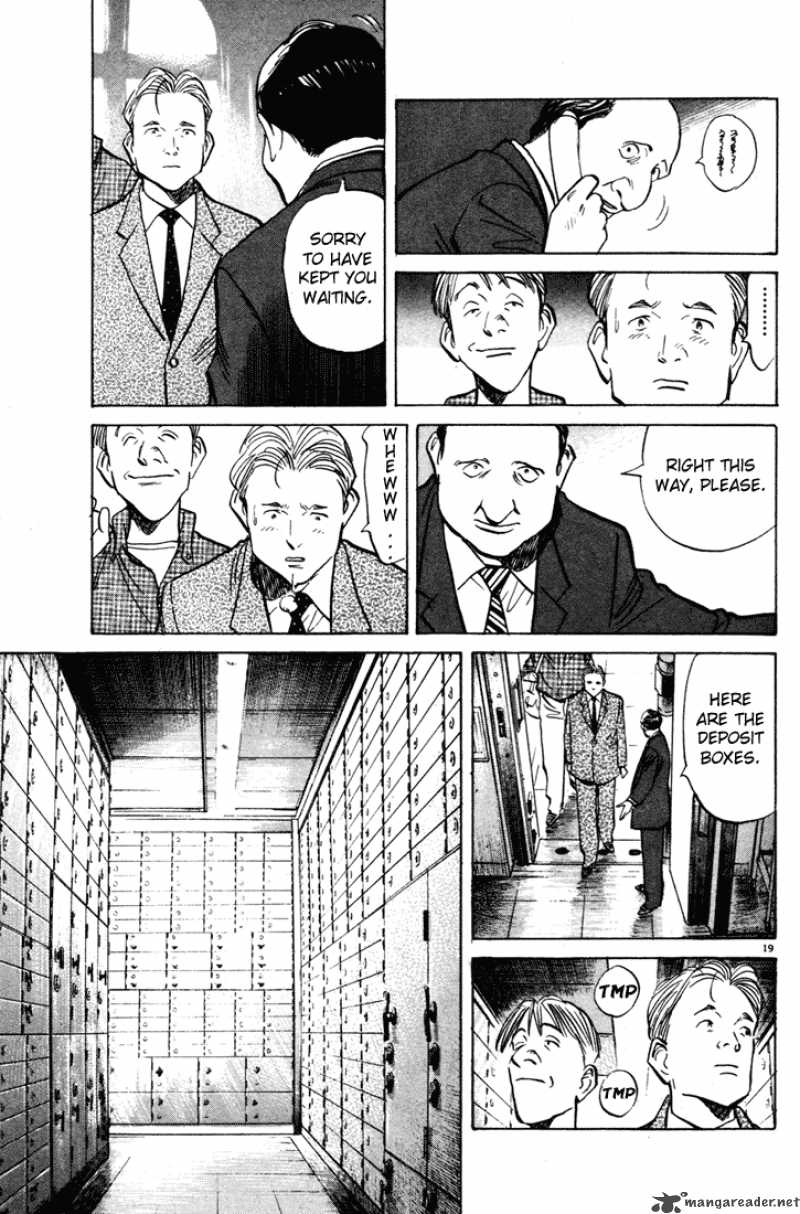 .........
SORRY
TO HAVE
KEPT YOU
WAITING.
RIGHT THIS
WAY, PLEASE.
WHEWWW...
HERE
ARE THE
DEPOSIT
BOXES.
19
TMP
TMP
mangareader.net